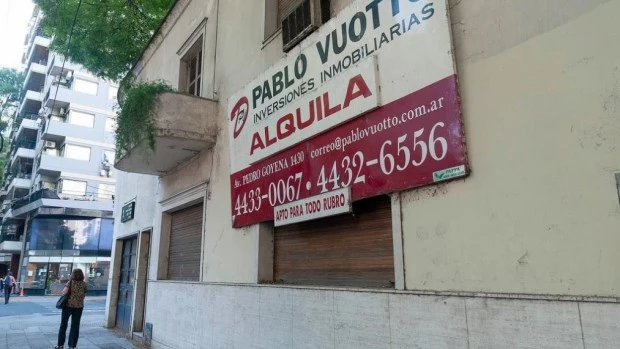 PABLO VUOTTO
INVERSIONES INMOBILIARIAS
ALQUILA
Av. PEDRO GOYENA 1430 correo@pablovuotto.com.ar
4433-0067 • 4432-6556
APTO PARA TODO RUBRO